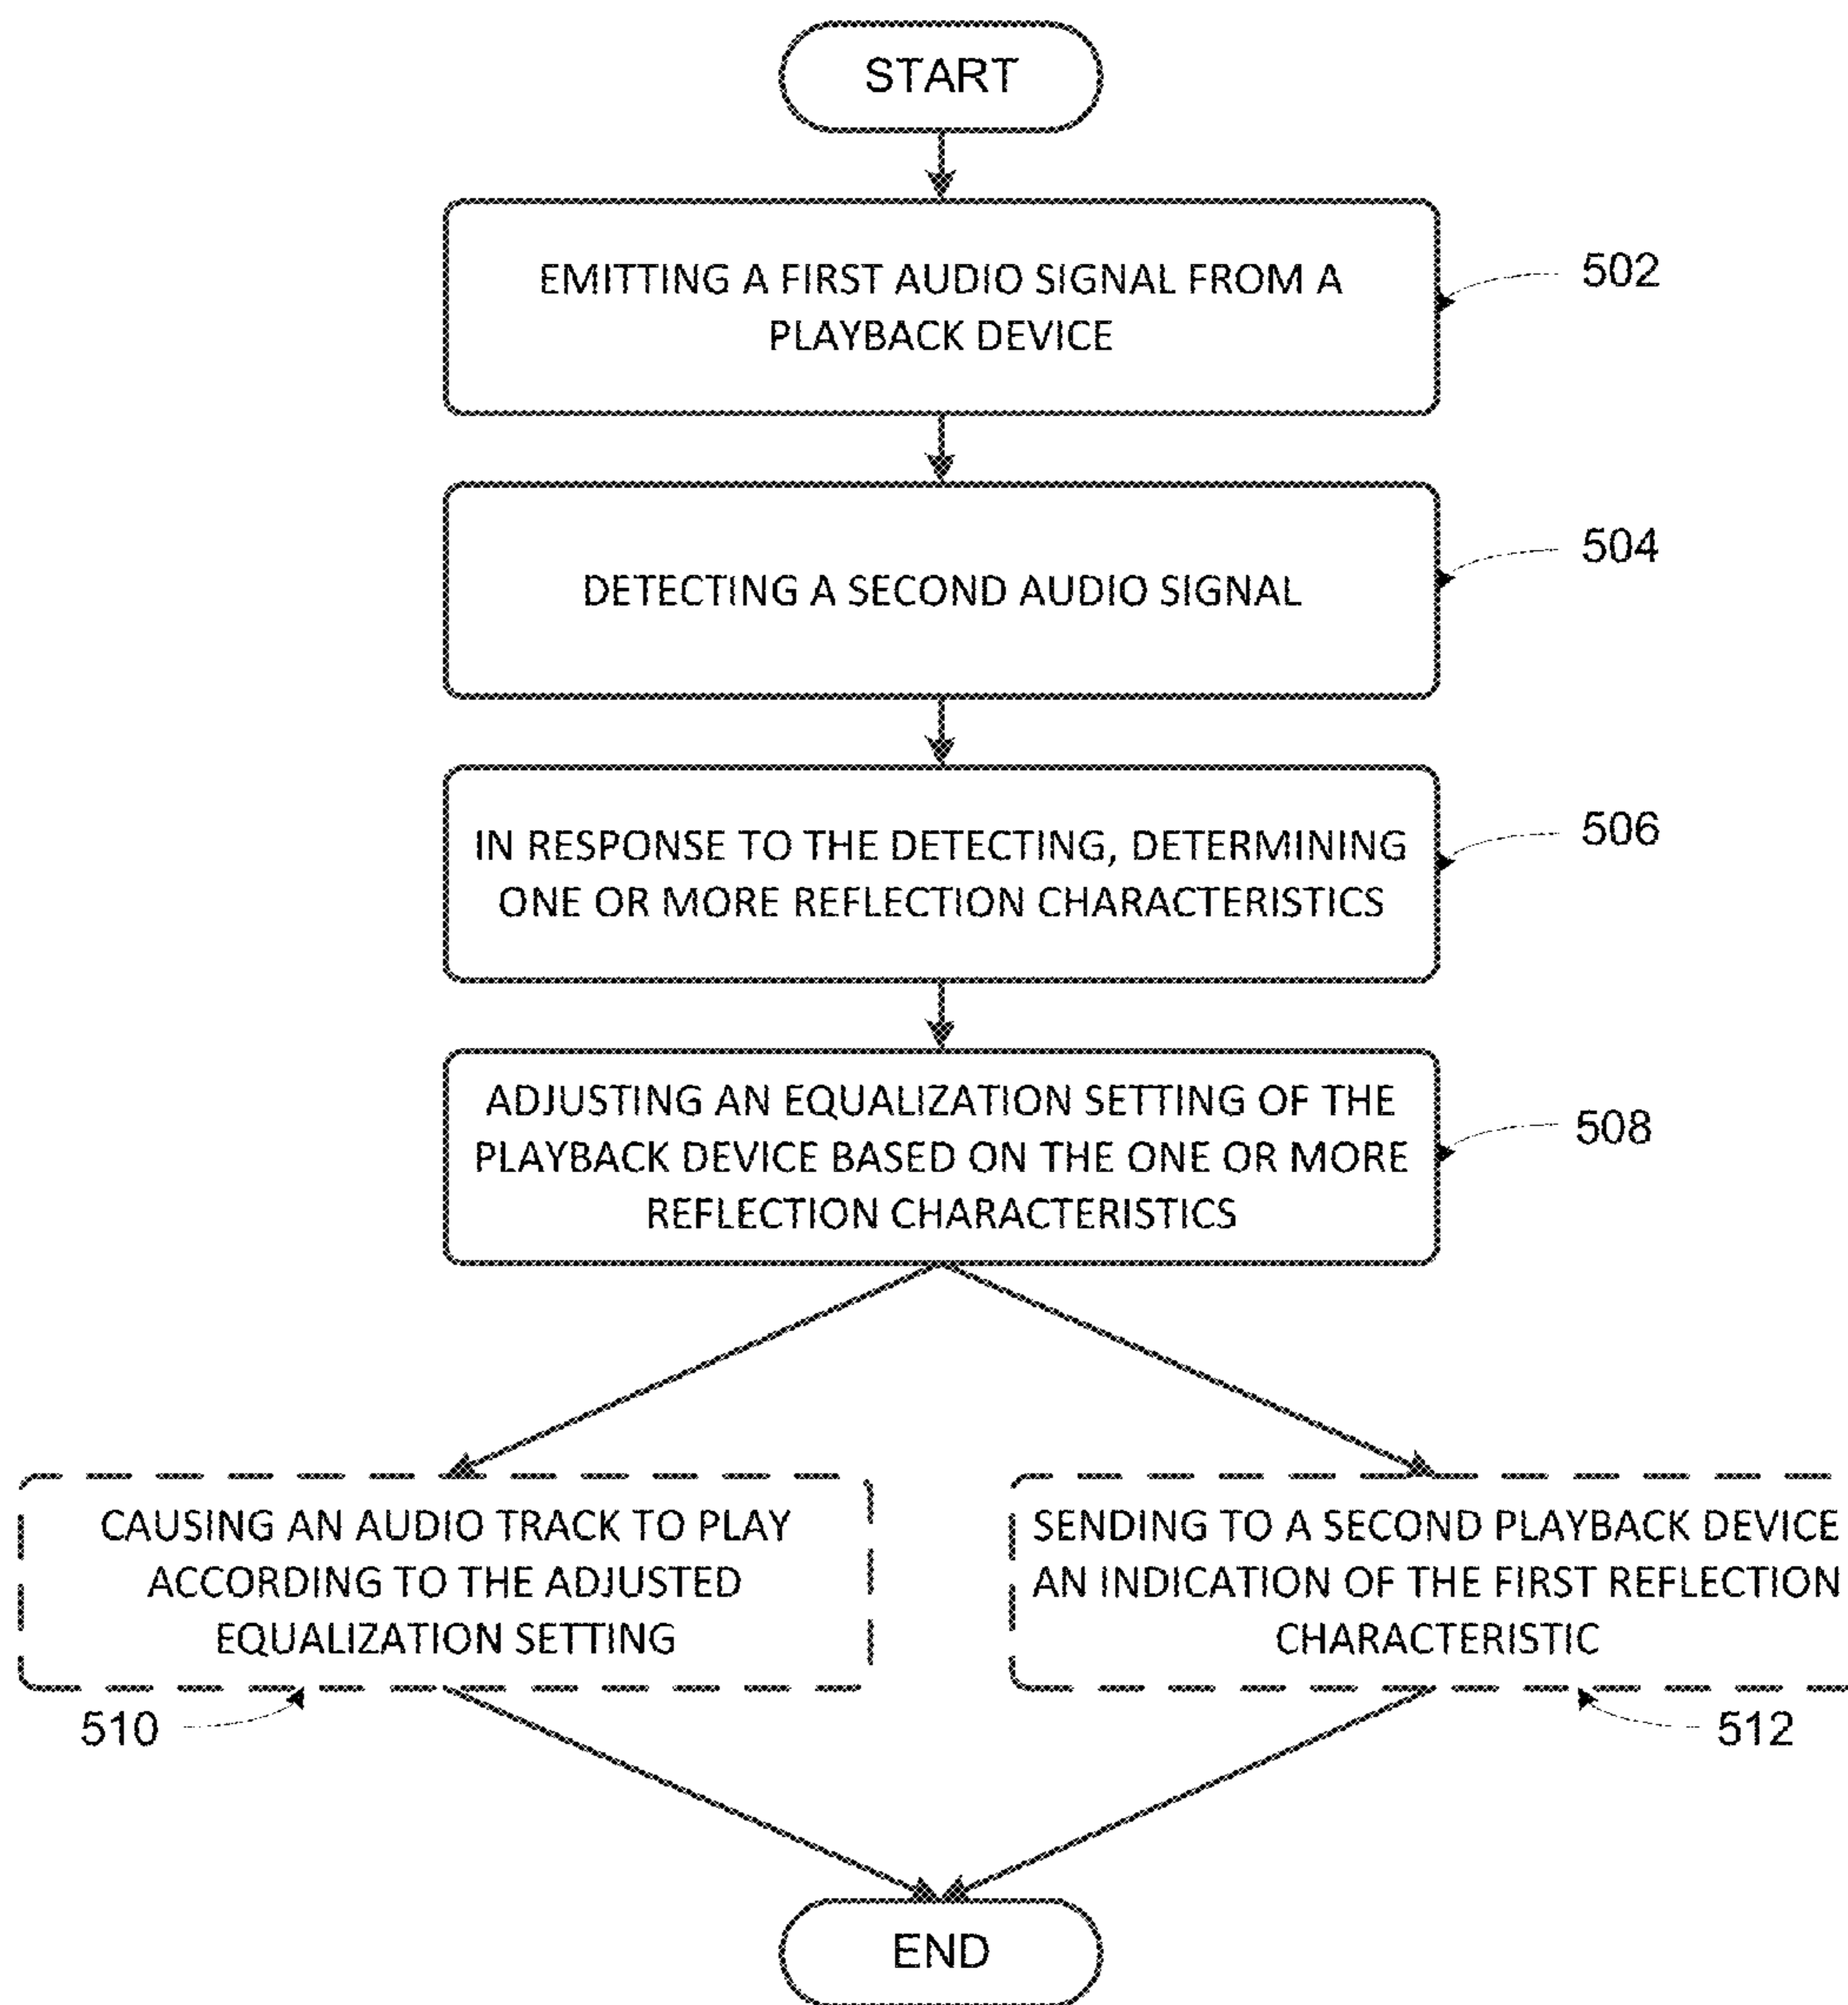 START
EMITTING A FIRST AUDIO SIGNAL FROM A
PLAYBACK DEVICE
502
DETECTING A SECOND AUDIO SIGNAL
504
IN RESPONSE TO THE DETECTING, DETERMINING
ONE OR MORE REFLECTION CHARACTERISTICS
506
ADJUSTING AN EQUALIZATION SETTING OF THE
PLAYBACK DEVICE BASED ON THE ONE OR MORE
REFLECTION CHARACTERISTICS
508
CAUSING AN AUDIO TRACK TO PLAY
ACCORDING TO THE ADJUSTED
EQUALIZATION SETTING
510
SENDING TO A SECOND PLAYBACK DEVICE
AN INDICATION OF THE FIRST REFLECTION
CHARACTERISTIC
512
END